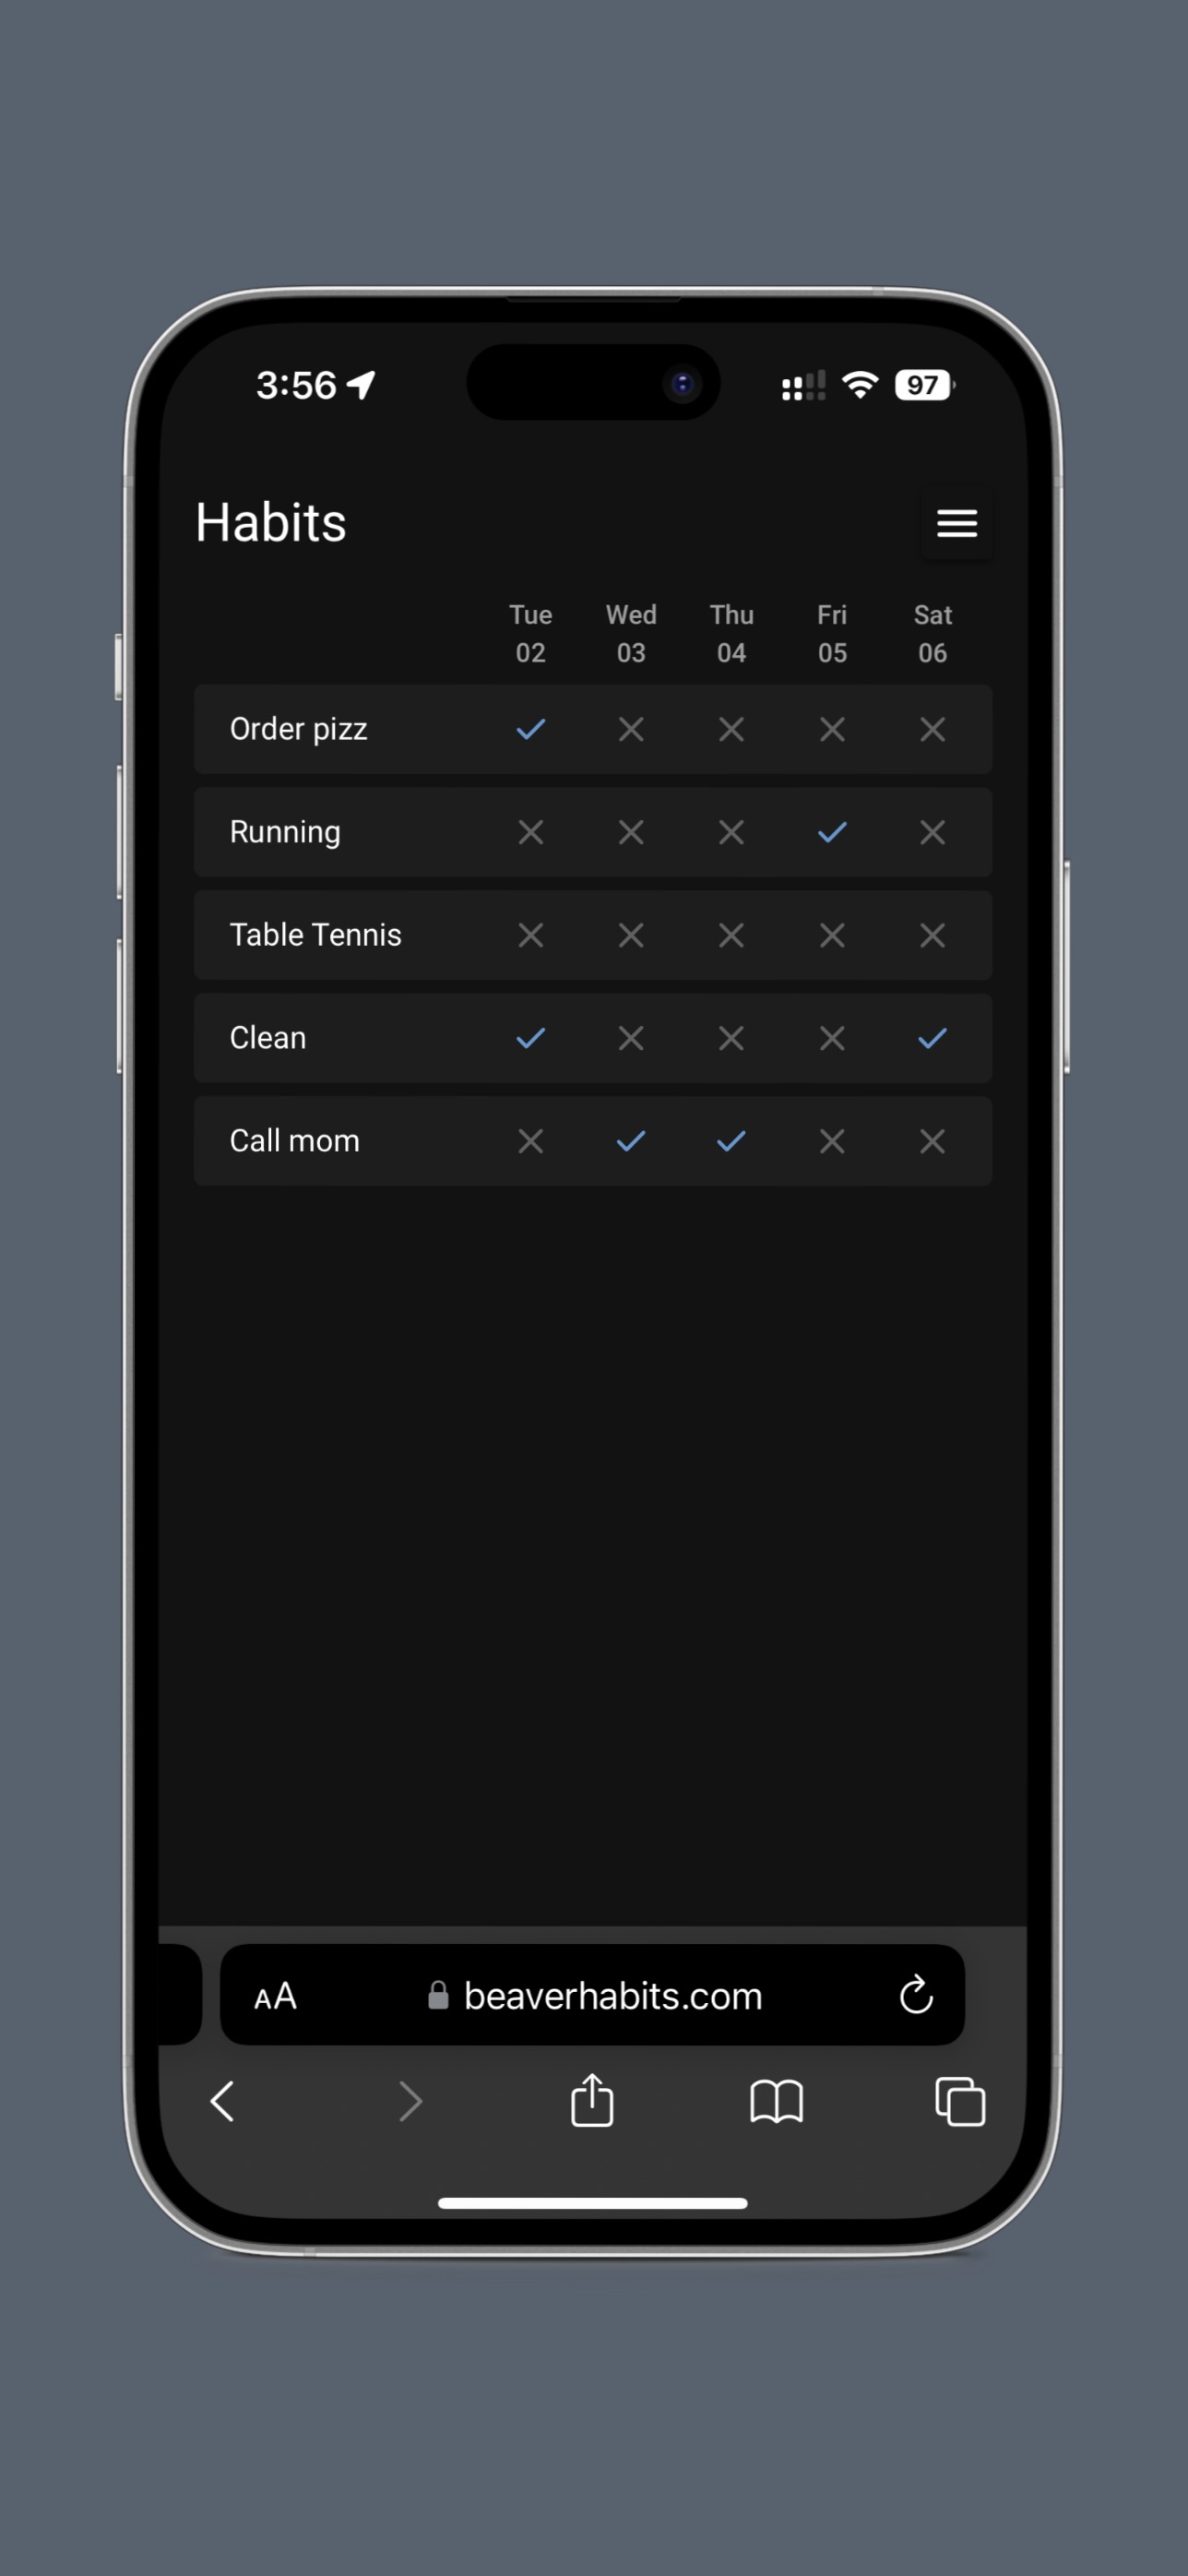 3:56 97
Habits
Tue Wed Thu Fri Sat
02 03 04 05 06
Order pizz
Running
Table Tennis
Clean
Call mom
AA beaverhabits.com